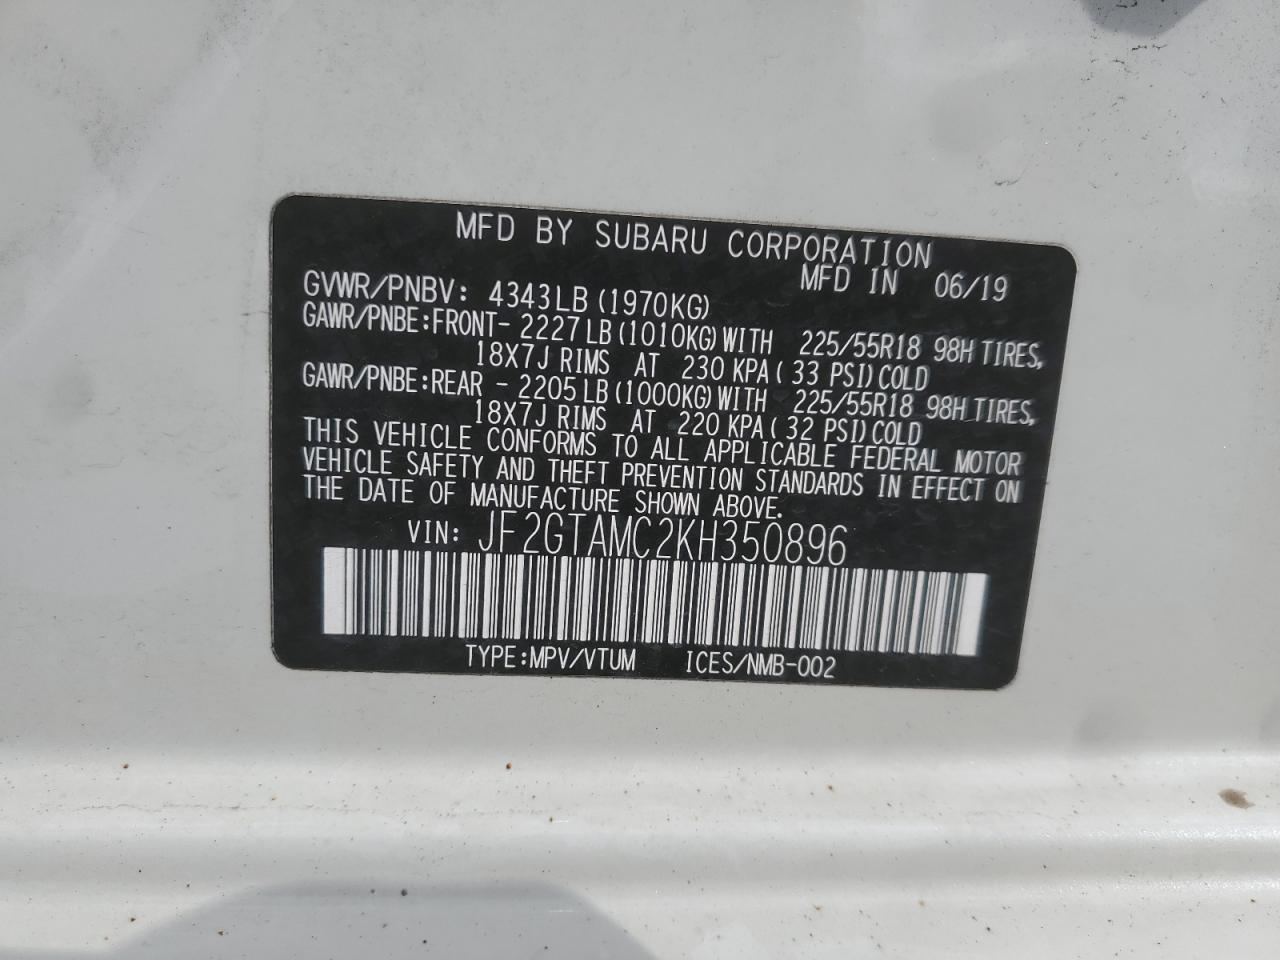 MFD BY SUBARU CORPORATION
MFD IN 06/19
GVWR/PNBV: 4343LB (1970KG)
GAWR/PNBE:FRONT- 2227 LB (1010KG) WITH 225/55R18 98H TIRES,
18X7J RIMS AT 230 KPA ( 33 PSI) COLD
GAWR/PNBE:REAR - 2205 LB (1000KG) WITH 225/55R18 98H TIRES,
18X7J RIMS AT 220 KPA ( 32 PSI) COLD
THIS VEHICLE CONFORMS TO ALL APPLICABLE FEDERAL MOTOR
VEHICLE SAFETY AND THEFT PREVENTION STANDARDS IN EFFECT ON
THE DATE OF MANUFACTURE SHOWN ABOVE.
VIN: JF2GTAMC2KH350896
TYPE:MPV/VTUM ICES/NMB-002